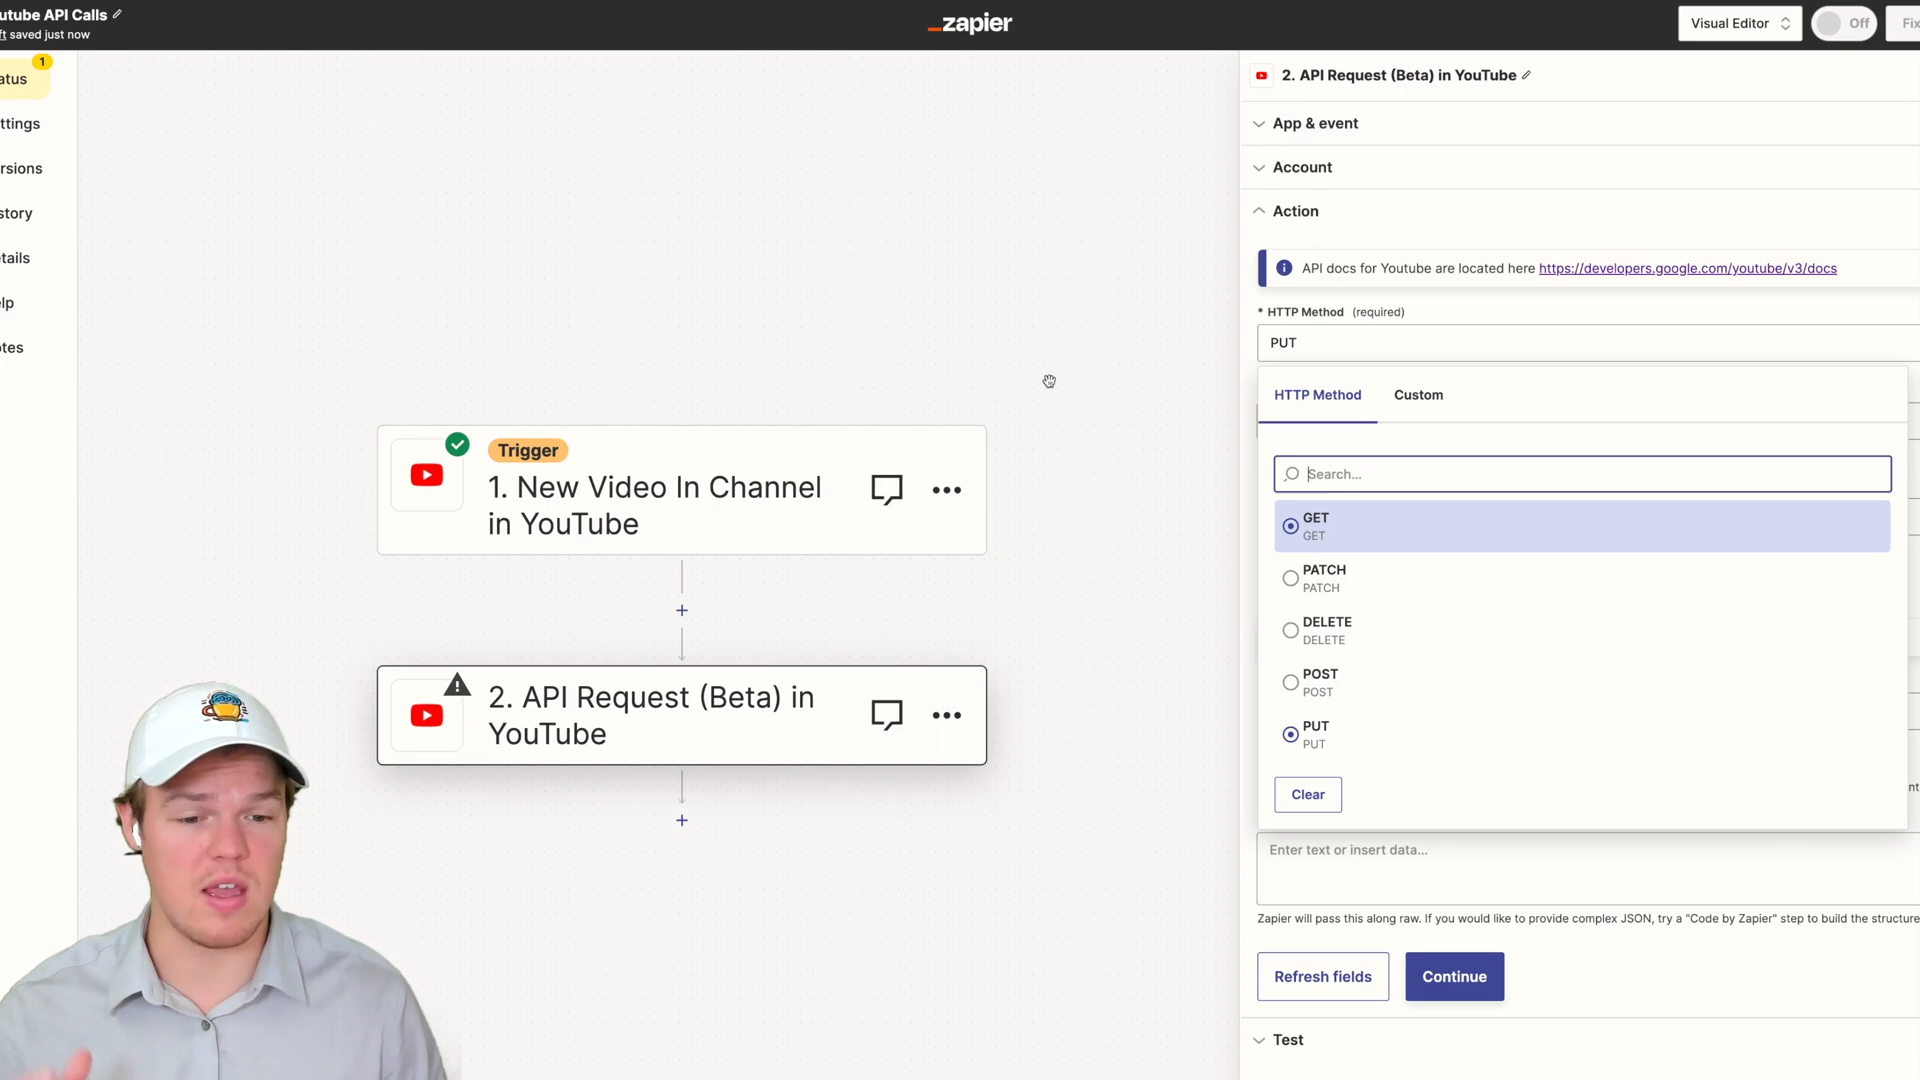 utube API Calls
ft saved just now
zapier
Visual Editor
Off
Fix
1
atus
ttings
rsions
story
etails
elp
otes
Trigger
1. New Video In Channel
in YouTube
2. API Request (Beta) in
YouTube
2. API Request (Beta) in YouTube
App & event
Account
Action
API docs for Youtube are located here https://developers.google.com/youtube/v3/docs
* HTTP Method (required)
PUT
HTTP Method
Custom
Search...
GET
GET
PATCH
PATCH
DELETE
DELETE
POST
POST
PUT
PUT
Clear
nt
Enter text or insert data...
Zapier will pass this along raw. If you would like to provide complex JSON, try a "Code by Zapier" step to build the structure
Refresh fields
Continue
Test